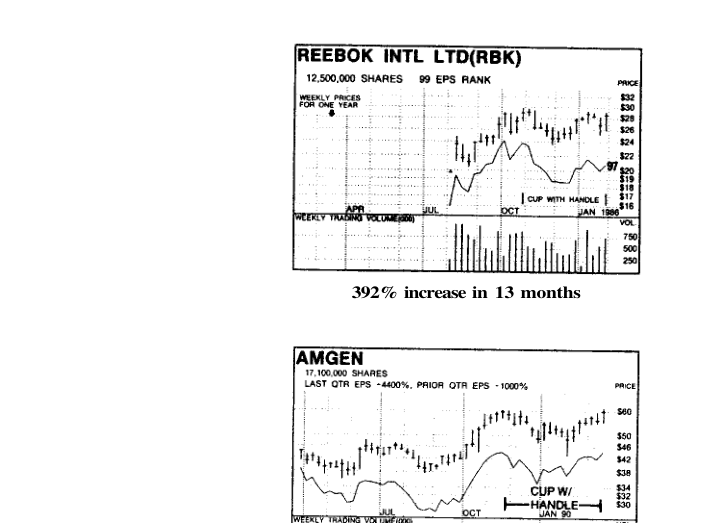 REEBOK INTL LTD(RBK)
12,500,000 SHARES 99 EPS RANK
PRICE
WEEKLY PRICES
FOR ONE YEAR
$32
$30
$28
$26
$24
$22
97
$20
$19
$18
$17
$16
CUP WITH HANDLE
APR JUL OCT JAN 1986
WEEKLY TRADING VOLUME(000)
VOL
750
500
250
392% increase in 13 months
AMGEN
17,100,000 SHARES
LAST QTR EPS -4400%, PRIOR QTR EPS -1000%
PRICE
$60
$50
$46
$42
$38
$34
$32
$30
CUP W/
HANDLE
JUL OCT JAN 90
WEEKLY TRADING VOLUME(000)